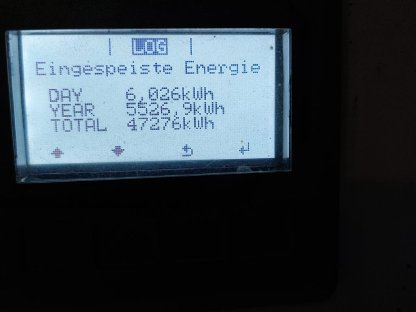 LOG
Eingespeiste Energie
DAY 6,026kWh
YEAR 5526,9kWh
TOTAL 47276kWh